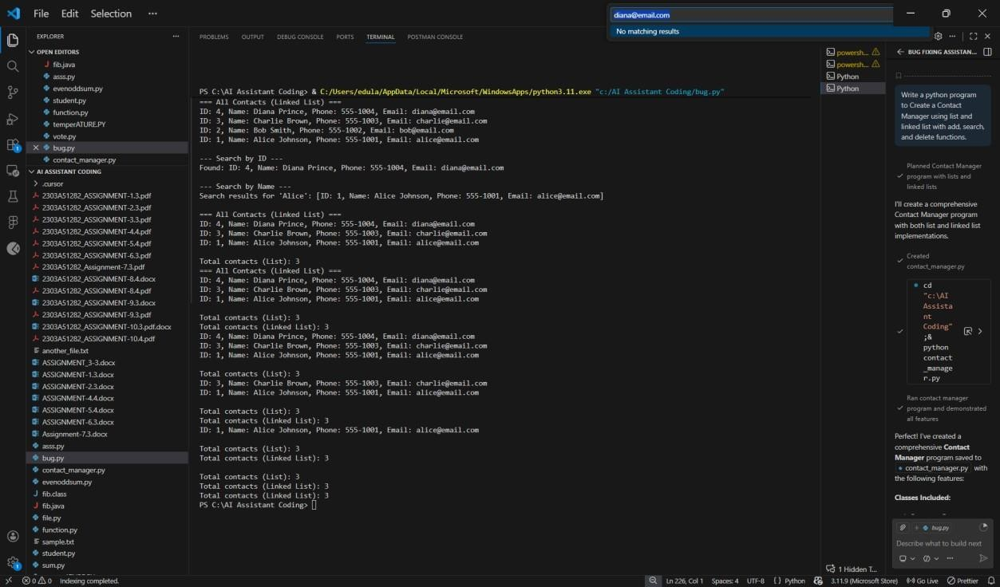 File Edit Selection ···
diana@email.com
No matching results
EXPLORER ···
OPEN EDITORS
fib.java
asss.py
evenoddsum.py
student.py
function.py
temperATURE.PY
vote.py
bug.py
contact_manager.py
AI ASSISTANT CODING
.cursor
2303A51282_ASSIGNMENT-1.3.pdf
2303A51282_ASSIGNMENT-2.3.pdf
2303A51282_ASSIGNMENT-3.3.pdf
2303A51282_ASSIGNMENT-4.4.pdf
2303A51282_ASSIGNMENT-5.4.pdf
2303A51282_ASSIGNMENT-6.3.pdf
2303A51282_Assignment-7.3.pdf
2303A51282_ASSIGNMENT-8.4.docx
2303A51282_ASSIGNMENT-8.4.pdf
2303A51282_ASSIGNMENT-9.3.docx
2303A51282_ASSIGNMENT-9.3.pdf
2303A51282_ASSIGNMENT-10.3.pdf.docx
2303A51282_ASSIGNMENT-10.4.pdf
another_file.txt
ASSIGNMENT_3-3.docx
ASSIGNMENT-1.3.docx
ASSIGNMENT-2.3.docx
ASSIGNMENT-4.4.docx
ASSIGNMENT-5.4.docx
ASSIGNMENT-6.3.docx
Assignment-7.3.docx
asss.py
bug.py
contact_manager.py
evenoddsum.py
fib.class
fib.java
file.py
function.py
sample.txt
student.py
sum.py
PROBLEMS OUTPUT DEBUG CONSOLE PORTS TERMINAL POSTMAN CONSOLE
PS C:\AI Assistant Coding> & C:/Users/edula/AppData/Local/Microsoft/WindowsApps/python3.11.exe "c:/AI Assistant Coding/bug.py"
=== All Contacts (Linked List) ===
ID: 4, Name: Diana Prince, Phone: 555-1004, Email: diana@email.com
ID: 3, Name: Charlie Brown, Phone: 555-1003, Email: charlie@email.com
ID: 2, Name: Bob Smith, Phone: 555-1002, Email: bob@email.com
ID: 1, Name: Alice Johnson, Phone: 555-1001, Email: alice@email.com
--- Search by ID ---
Found: ID: 4, Name: Diana Prince, Phone: 555-1004, Email: diana@email.com
--- Search by Name ---
Search results for 'Alice': [ID: 1, Name: Alice Johnson, Phone: 555-1001, Email: alice@email.com]
=== All Contacts (Linked List) ===
ID: 4, Name: Diana Prince, Phone: 555-1004, Email: diana@email.com
ID: 3, Name: Charlie Brown, Phone: 555-1003, Email: charlie@email.com
ID: 1, Name: Alice Johnson, Phone: 555-1001, Email: alice@email.com
Total contacts (List): 3
=== All Contacts (Linked List) ===
ID: 4, Name: Diana Prince, Phone: 555-1004, Email: diana@email.com
ID: 3, Name: Charlie Brown, Phone: 555-1003, Email: charlie@email.com
ID: 1, Name: Alice Johnson, Phone: 555-1001, Email: alice@email.com
Total contacts (List): 3
Total contacts (Linked List): 3
ID: 4, Name: Diana Prince, Phone: 555-1004, Email: diana@email.com
ID: 3, Name: Charlie Brown, Phone: 555-1003, Email: charlie@email.com
ID: 1, Name: Alice Johnson, Phone: 555-1001, Email: alice@email.com
Total contacts (List): 3
ID: 3, Name: Charlie Brown, Phone: 555-1003, Email: charlie@email.com
ID: 1, Name: Alice Johnson, Phone: 555-1001, Email: alice@email.com
Total contacts (List): 3
Total contacts (Linked List): 3
ID: 1, Name: Alice Johnson, Phone: 555-1001, Email: alice@email.com
Total contacts (List): 3
Total contacts (Linked List): 3
Total contacts (List): 3
Total contacts (Linked List): 3
Total contacts (Linked List): 3
PS C:\AI Assistant Coding>
powersh...
powersh...
Python
Python
1 Hidden T...
BUG FIXING ASSISTAN...
Write a python program
to Create a Contact
Manager using list and
linked list with add, search,
and delete functions.
Planned Contact Manager
program with lists and
linked lists
I'll create a comprehensive
Contact Manager program
with both list and linked list
implementations.
Created
contact_manager.py
cd
"c:\AI
Assista
nt
Coding"
;&
python
contact
_manage
r.py
Ran contact manager
program and demonstrated
all features
Perfect! I've created a
comprehensive Contact
Manager program saved to
contact_manager.py with
the following features:
Classes Included:
+ bug.py
Describe what to build next
0 0 Indexing completed.
Ln 226, Col 1 Spaces: 4 UTF-8 { } Python 3.11.9 (Microsoft Store) Go Live Prettier